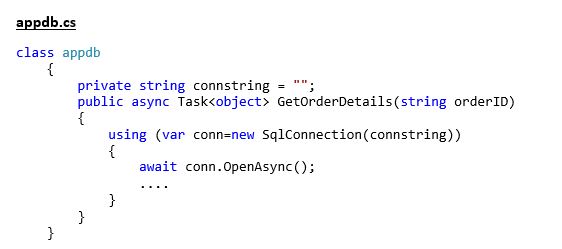 appdb.cs
class appdb
{
private string connstring = "";
public async Task<object> GetOrderDetails(string orderID)
{
using (var conn=new SqlConnection(connstring))
{
await conn.OpenAsync();
....
}
}
}